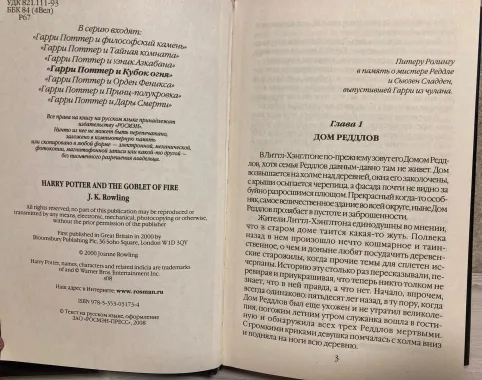 УДК 821.111-93
ББК 84 (4Вел)
Р67
В серию входят:
«Гарри Поттер и философский камень»
«Гарри Поттер и Тайная комната»
«Гарри Поттер и узник Азкабана»
«Гарри Поттер и Кубок огня»
«Гарри Поттер и Орден Феникса»
«Гарри Поттер и Принц-полукровка»
«Гарри Поттер и Дары Смерти»
Все права на книгу на русском языке принадлежат
издательству «РОСМЭН».
Ничто из нее не может быть перепечатано,
заложено в компьютерную память
или скопировано в любой форме — электронной, механической,
фотокопии, магнитофонной записи или какой-то другой —
без письменного разрешения владельца.
HARRY POTTER AND THE GOBLET OF FIRE
J. K. Rowling
All rights reserved, no part of this publication may be reproduced or
transmitted by any means, electronic, mechanical, photocopying or otherwise,
without the prior permission of the publisher
First published in Great Britain in 2000 by
Bloomsbury Publishing Plc, 36 Soho Square, London W1D 3QY
© 2000 Joanne Rowling
Harry Potter, names, characters and related indicia are trademarks
of and © Warner Bros. Entertainment Inc.
Наш адрес в Интернете: www.rosman.ru
ISBN 978-5-353-03173-4
© Текст на русском языке, оформление
ЗАО «РОСМЭН-ПРЕСС», 2008
Питеру Ролингу
в память о мистере Реддле
и Сьюзен Сладден,
выпустившей Гарри из чулана.
Глава 1
ДОМ РЕДДЛОВ
В Литтл-Хэнглтоне по-прежнему зовут его Домом Редд-
лов, хотя семья Реддлов давным-давно там не живет. Дом
возвышается на холме над деревней, окна его заколочены,
с крыши осыпается черепица, а фасада почти не видно за
буйно разросшимся плющом. Прекрасный когда-то особ-
няк, самое величественное здание во всей округе, ныне Дом
Реддлов прозябает в пустоте и заброшенности.
Жители Литтл-Хэнглтона единодушны во мнении,
что в старом доме таится какая-то жуть. Полвека
назад в нем произошло нечто кошмарное и таин-
ственное, о чем и доныне любят посудачить деревен-
ские старожилы, когда прочие темы для сплетен ис-
черпаны. Историю эту столько раз пересказывали, пе-
ревирая и приукрашивая, что теперь никто толком не
знает, что в ней правда, а что нет. Начало, впрочем,
всегда одинаково: пятьдесят лет назад, в ту пору, когда
Дом Реддлов был еще ухожен и не утратил великоле-
пия, погожим летним утром служанка вошла в гости-
ную и обнаружила всех трех Реддлов мертвыми.
С громкими криками девушка помчалась с холма вниз
и подняла на ноги всю деревню.
3